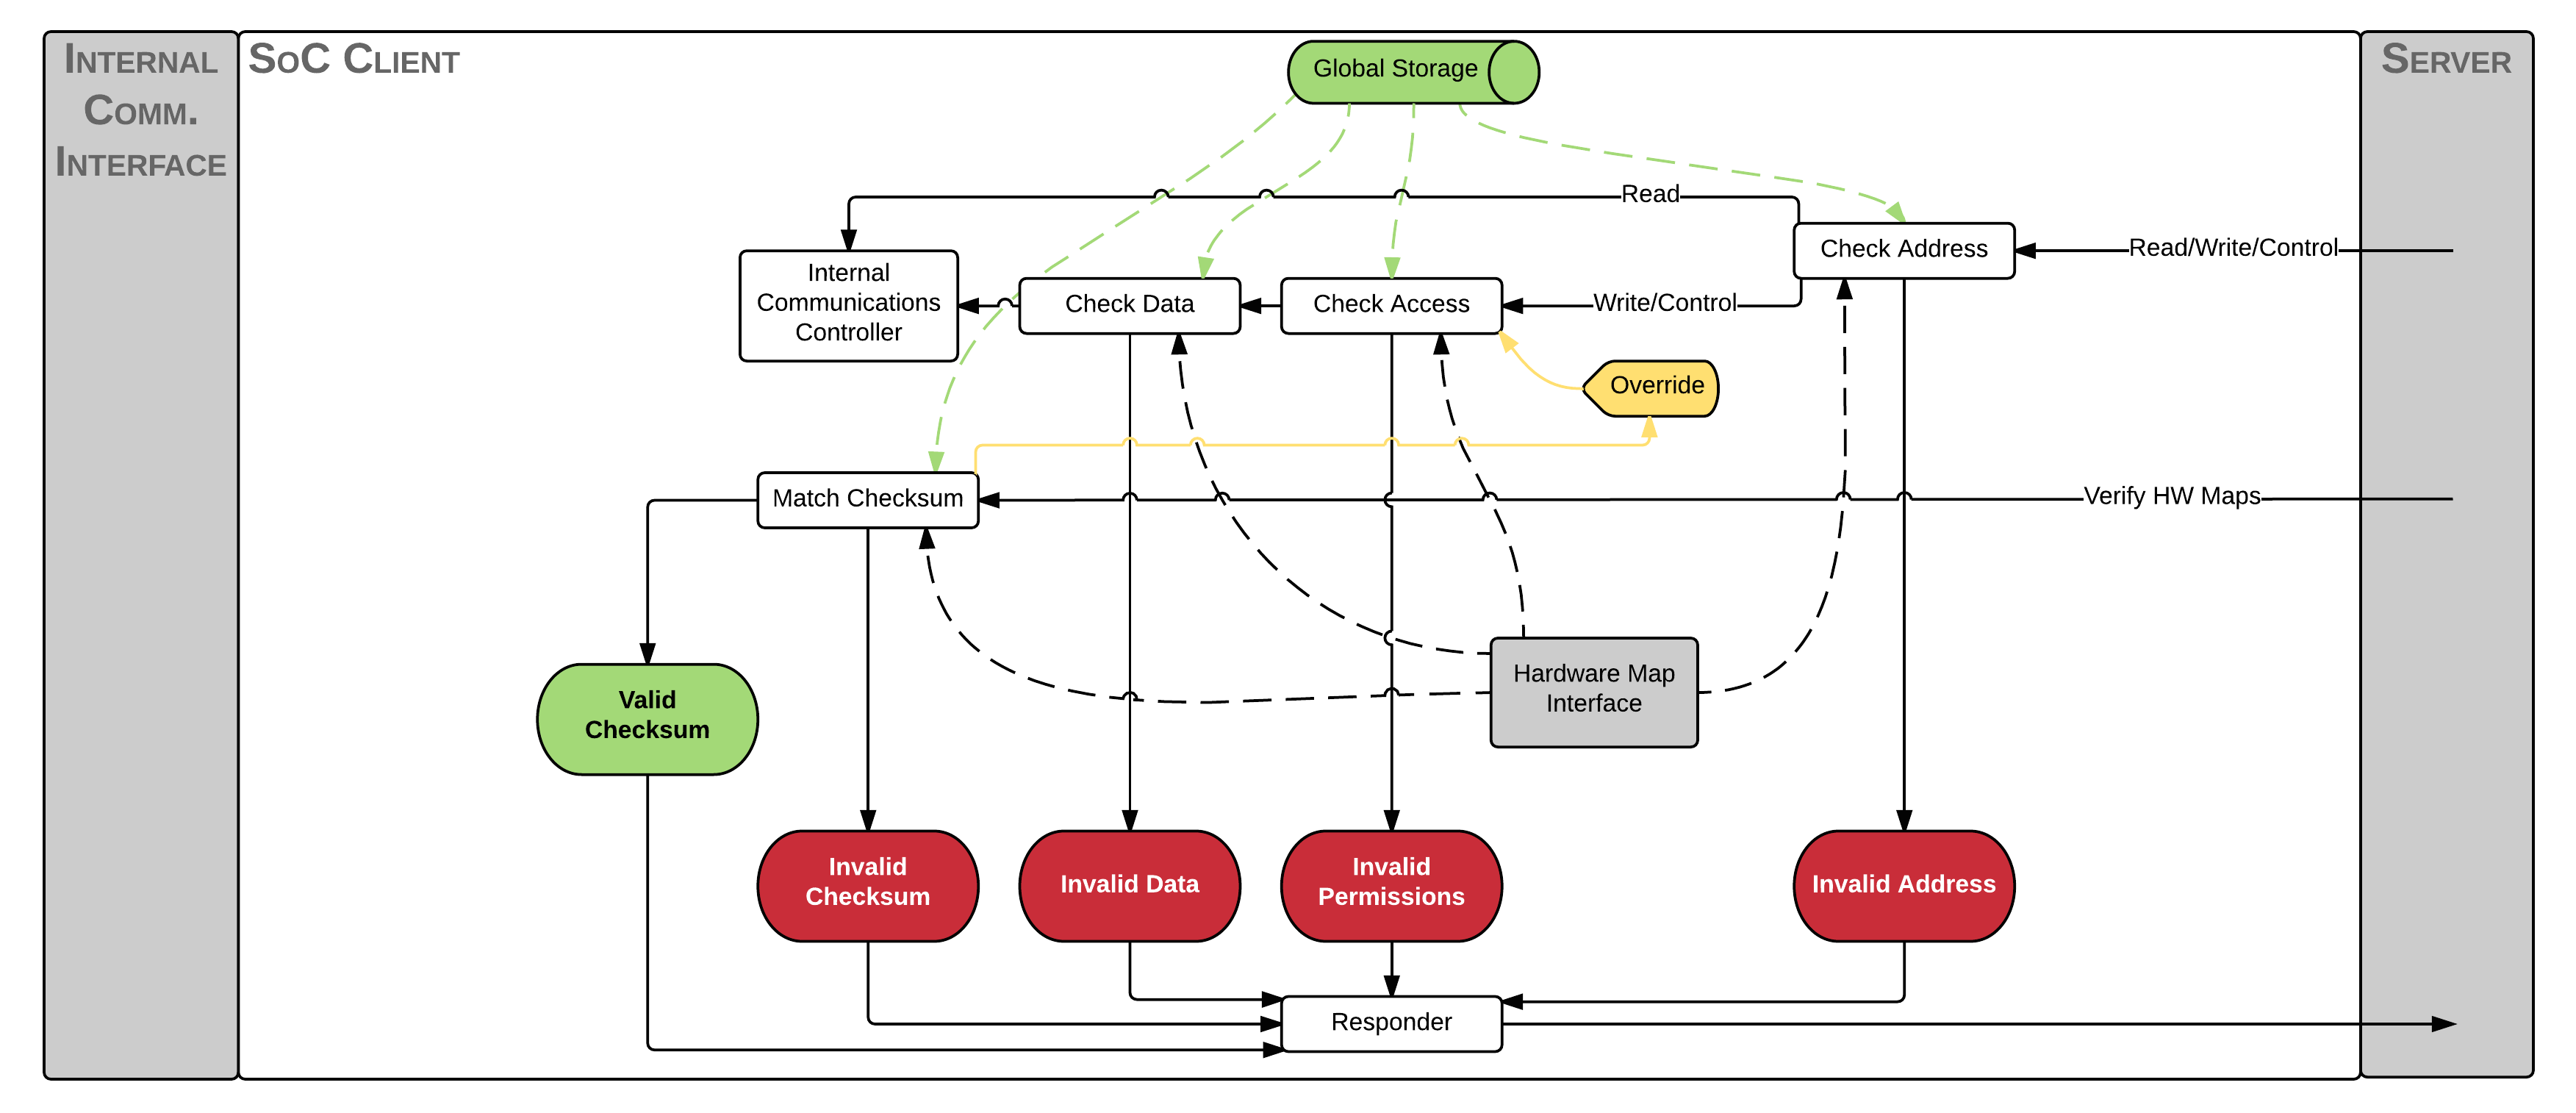 INTERNAL
COMM.
INTERFACE
SOC CLIENT
SERVER
Global Storage
Read
Check Address
Read/Write/Control
Internal
Communications
Controller
Check Data
Check Access
Write/Control
Override
Match Checksum
Verify HW Maps
Hardware Map
Interface
Valid
Checksum
Invalid
Checksum
Invalid Data
Invalid
Permissions
Invalid Address
Responder